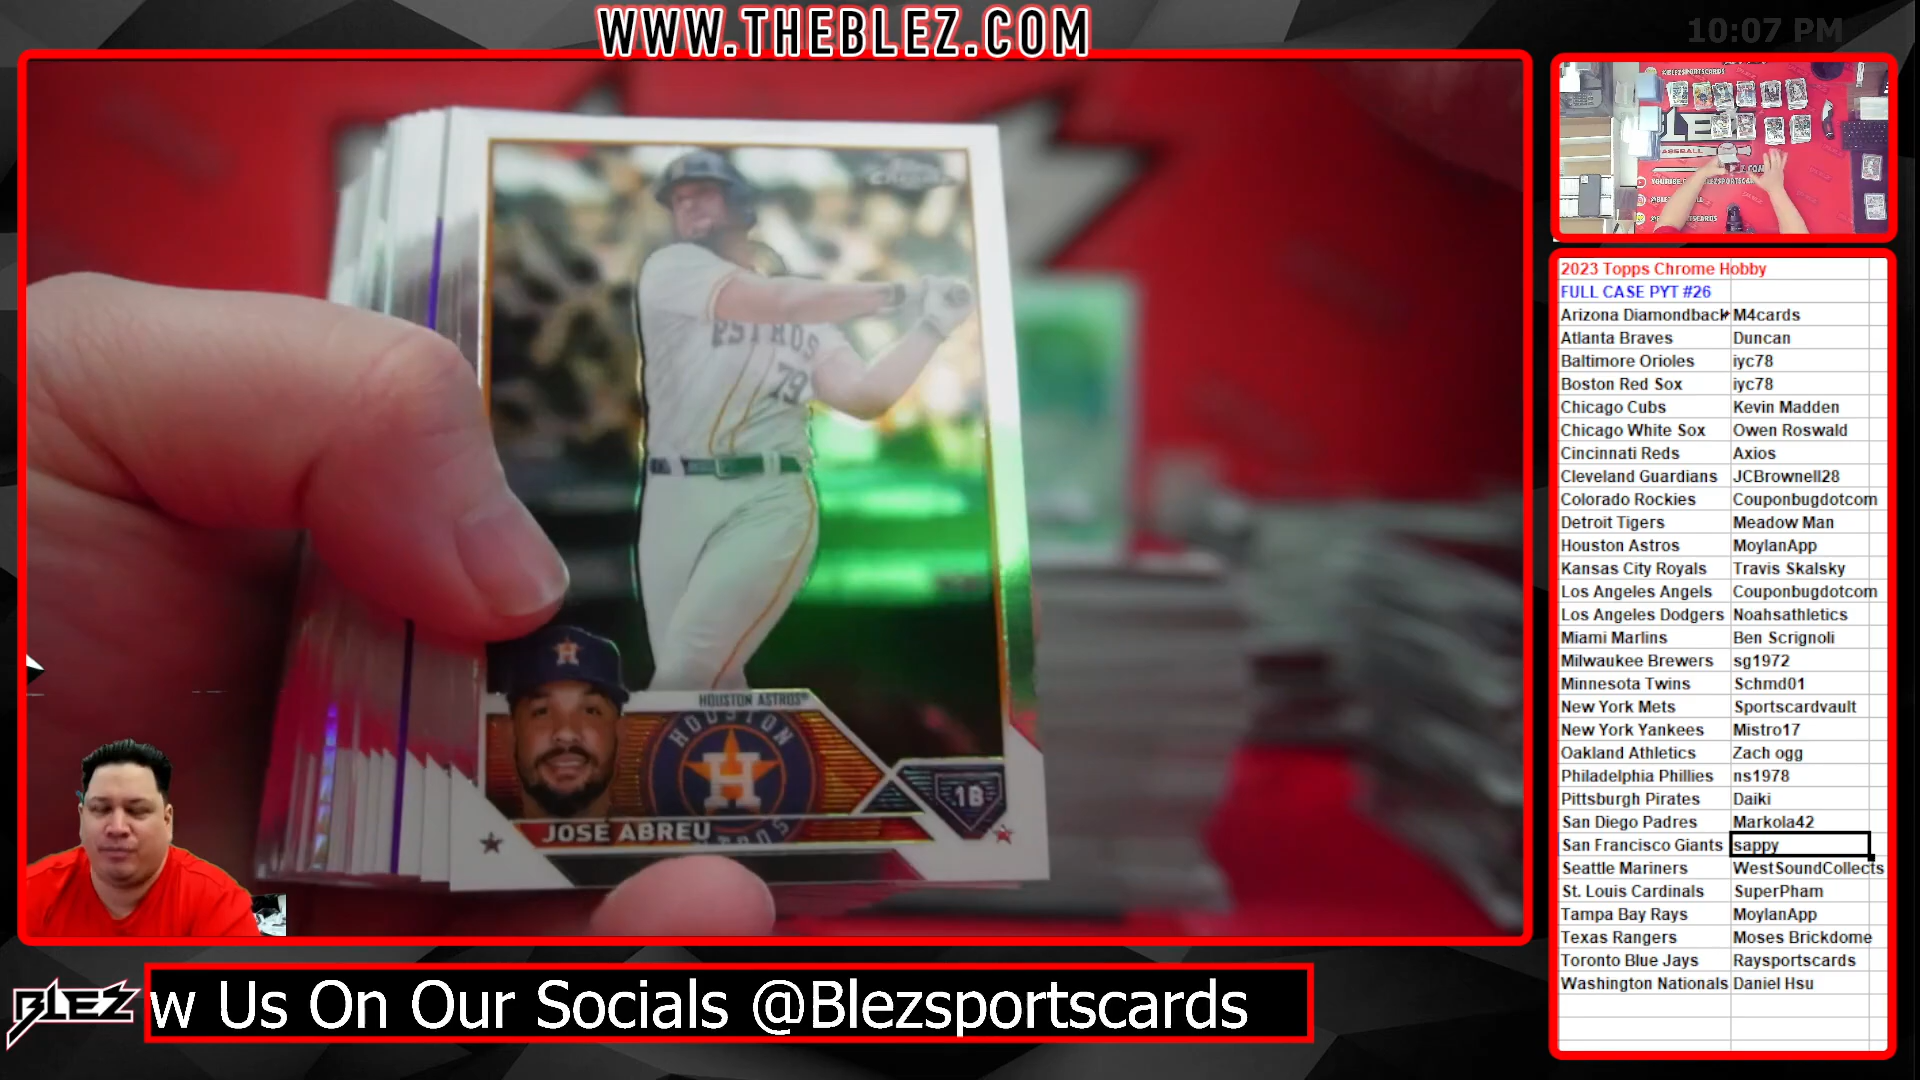 WWW.THEBLEZ.COM
10:07 PM
ASTROS
79
HOUSTON ASTROS
HOUSTON
H
1B
JOSE ABREU
BLEZ
w Us On Our Socials @Blezsportscards
2023 Topps Chrome Hobby
FULL CASE PYT #26
Arizona Diamondback M4cards
Atlanta Braves Duncan
Baltimore Orioles iyc78
Boston Red Sox iyc78
Chicago Cubs Kevin Madden
Chicago White Sox Owen Roswald
Cincinnati Reds Axios
Cleveland Guardians JCBrownell28
Colorado Rockies Couponbugdotcom
Detroit Tigers Meadow Man
Houston Astros MoylanApp
Kansas City Royals Travis Skalsky
Los Angeles Angels Couponbugdotcom
Los Angeles Dodgers Noahsathletics
Miami Marlins Ben Scrignoli
Milwaukee Brewers sg1972
Minnesota Twins Schmd01
New York Mets Sportscardvault
New York Yankees Mistro17
Oakland Athletics Zach ogg
Philadelphia Phillies ns1978
Pittsburgh Pirates Daiki
San Diego Padres Markola42
San Francisco Giants sappy
Seattle Mariners WestSoundCollects
St. Louis Cardinals SuperPham
Tampa Bay Rays MoylanApp
Texas Rangers Moses Brickdome
Toronto Blue Jays Raysportscards
Washington Nationals Daniel Hsu